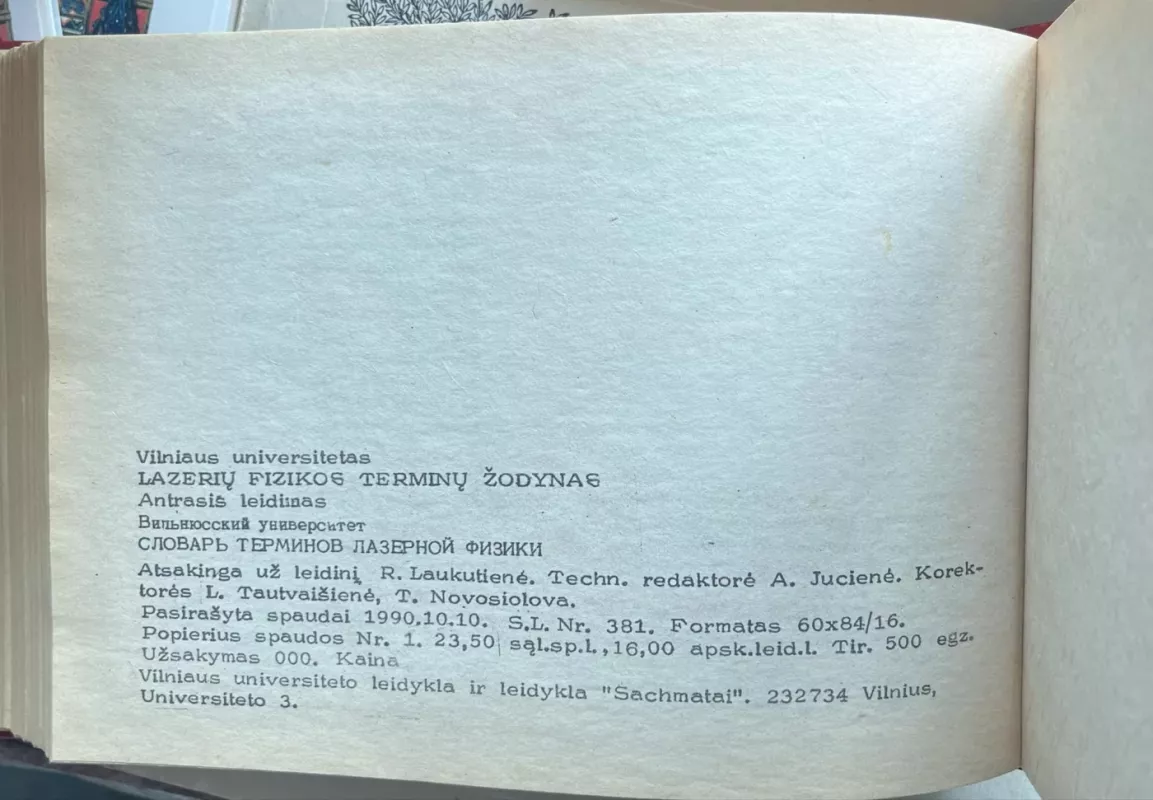 Vilniaus universitetas
LAZERIŲ FIZIKOS TERMINŲ ŽODYNAS
Antrasis leidimas
Вильнюсский университет
СЛОВАРЬ ТЕРМИНОВ ЛАЗЕРНОЙ ФИЗИКИ
Atsakinga už leidinį R. Laukutienė. Techn. redaktorė A. Jucienė. Korek-
torės L. Tautvaišienė, T. Novosiolova.
Pasirašyta spaudai 1990.10.10. S.L. Nr. 381. Formatas 60x84/16.
Popierius spaudos Nr. 1. 23,50 sąl.sp.l.,16,00 apsk.leid.l. Tir. 500 egz.
Užsakymas 000. Kaina
Vilniaus universiteto leidykla ir leidykla "Šachmatai". 232734 Vilnius,
Universiteto 3.